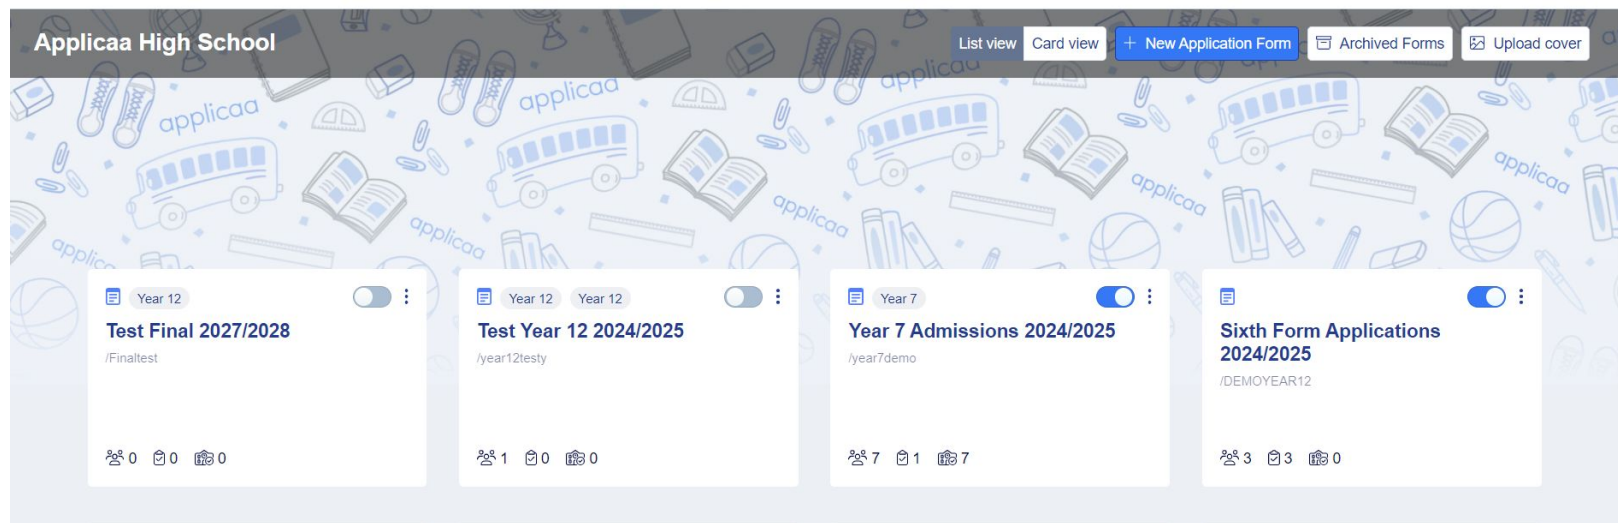 Applicaa High School
List view Card view + New Application Form Archived Forms Upload cover
applicaa applicaa applicaa
applicaa
applicaa applicaa
applicaa applicaa
Year 12
Test Final 2027/2028
/Finaltest
0 0 0
Year 12 Year 12
Test Year 12 2024/2025
/year12testy
1 0 0
Year 7
Year 7 Admissions 2024/2025
/year7demo
7 1 7
Sixth Form Applications
2024/2025
/DEMOYEAR12
3 3 0